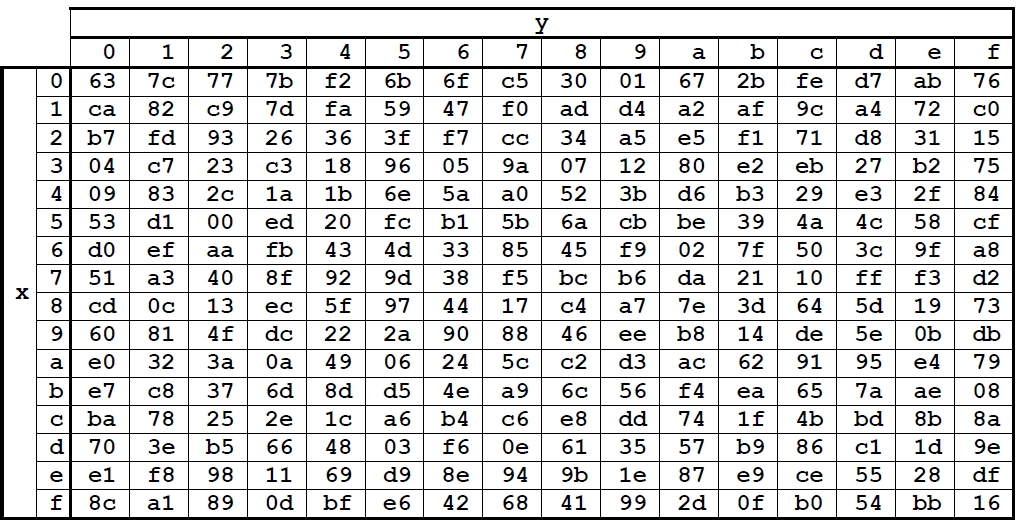 y
0 1 2 3 4 5 6 7 8 9 a b c d e f
0 63 7c 77 7b f2 6b 6f c5 30 01 67 2b fe d7 ab 76
1 ca 82 c9 7d fa 59 47 f0 ad d4 a2 af 9c a4 72 c0
2 b7 fd 93 26 36 3f f7 cc 34 a5 e5 f1 71 d8 31 15
3 04 c7 23 c3 18 96 05 9a 07 12 80 e2 eb 27 b2 75
4 09 83 2c 1a 1b 6e 5a a0 52 3b d6 b3 29 e3 2f 84
5 53 d1 00 ed 20 fc b1 5b 6a cb be 39 4a 4c 58 cf
6 d0 ef aa fb 43 4d 33 85 45 f9 02 7f 50 3c 9f a8
7 51 a3 40 8f 92 9d 38 f5 bc b6 da 21 10 ff f3 d2
x 8 cd 0c 13 ec 5f 97 44 17 c4 a7 7e 3d 64 5d 19 73
9 60 81 4f dc 22 2a 90 88 46 ee b8 14 de 5e 0b db
a e0 32 3a 0a 49 06 24 5c c2 d3 ac 62 91 95 e4 79
b e7 c8 37 6d 8d d5 4e a9 6c 56 f4 ea 65 7a ae 08
c ba 78 25 2e 1c a6 b4 c6 e8 dd 74 1f 4b bd 8b 8a
d 70 3e b5 66 48 03 f6 0e 61 35 57 b9 86 c1 1d 9e
e e1 f8 98 11 69 d9 8e 94 9b 1e 87 e9 ce 55 28 df
f 8c a1 89 0d bf e6 42 68 41 99 2d 0f b0 54 bb 16